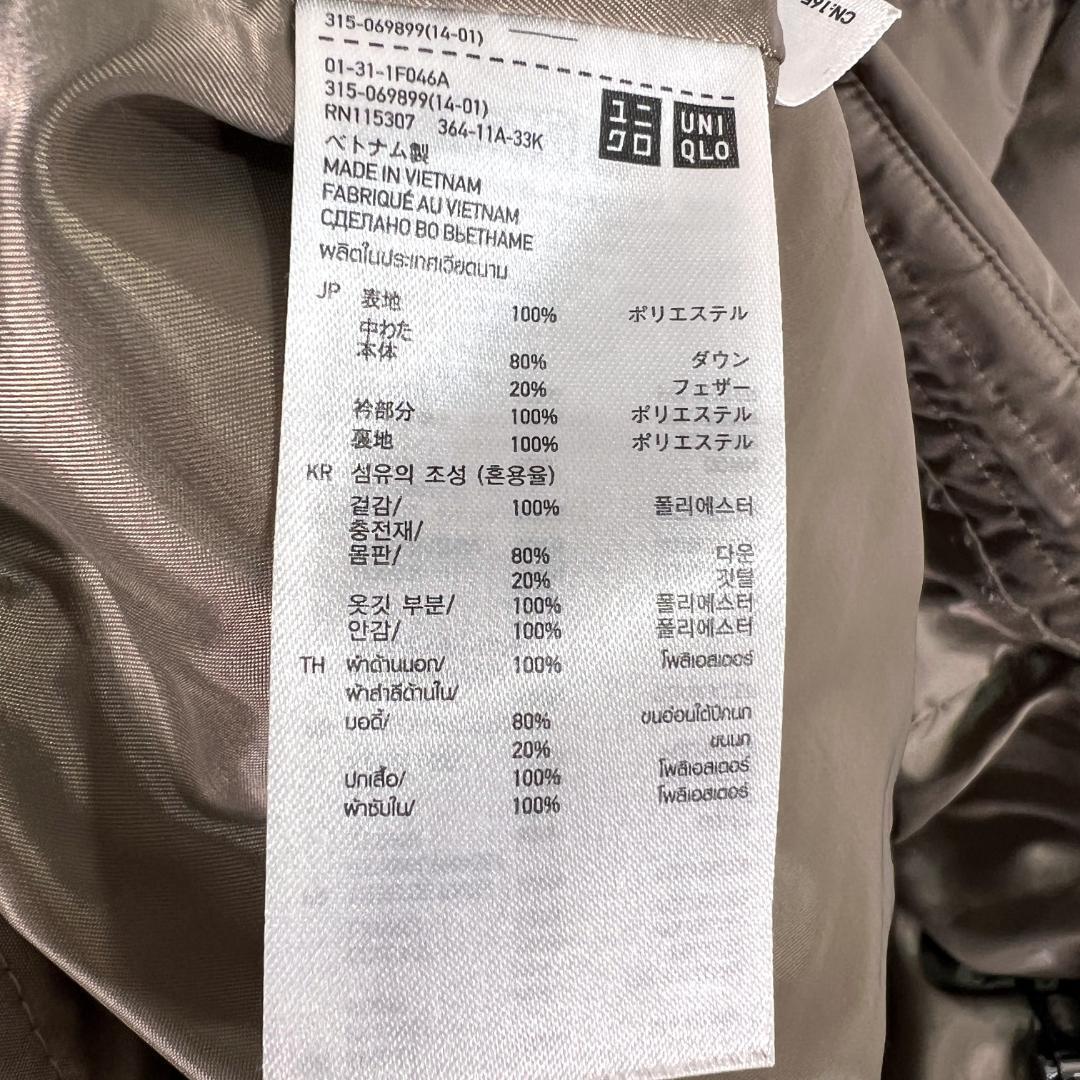 315-069899(14-01)
CN:165
01-31-1F046A
315-069899(14-01)
RN115307 364-11A-33K
ユニ
クロ
UNI
QLO
ベトナム製
MADE IN VIETNAM
FABRIQUÉ AU VIETNAM
СДЕЛАНО ВО ВЬЕТНАМЕ
ผลิตในประเทศเวียดนาม
JP 表地 100% ポリエステル
中わた
本体 80% ダウン
20% フェザー
衿部分 100% ポリエステル
裏地 100% ポリエステル
KR 섬유의 조성 (혼용율)
겉감/ 100% 폴리에스터
충전재/
몸판/ 80% 다운
20% 깃털
옷깃 부분/ 100% 폴리에스터
안감/ 100% 폴리에스터
TH ผ้าด้านนอก/ 100% โพลิเอสเตอร์
ผ้าสำลีด้านใน/
บอดี้/ 80% ขนอ่อนใต้ปีกนก
20% ขนนก
ปกเสื้อ/ 100% โพลิเอสเตอร์
ผ้าซับใน/ 100% โพลิเอสเตอร์